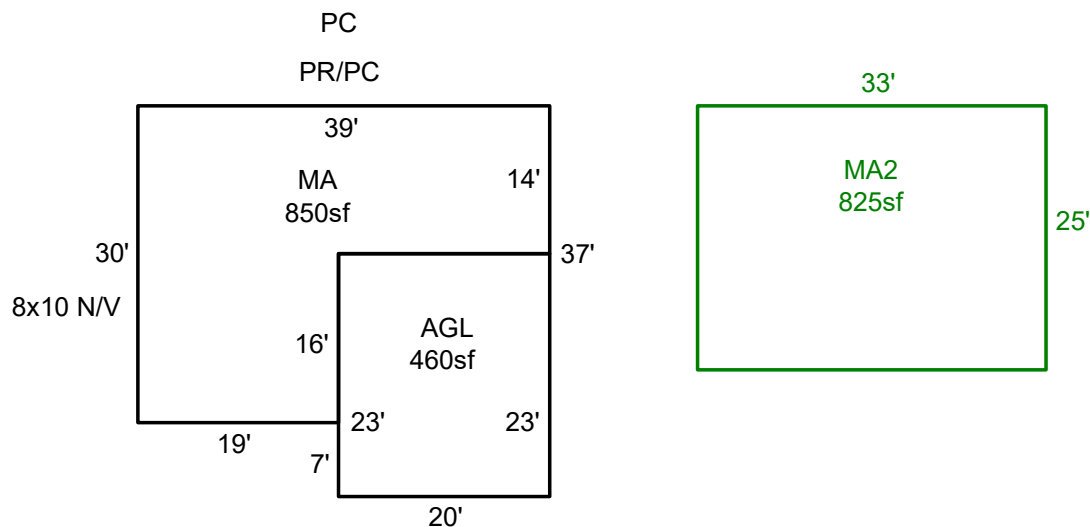 PC
PR/PC
39'
33'
MA
850sf
14'
MA2
825sf
25'
30'
37'
8x10 N/V
16'
AGL
460sf
23'
23'
19'
7'
20'